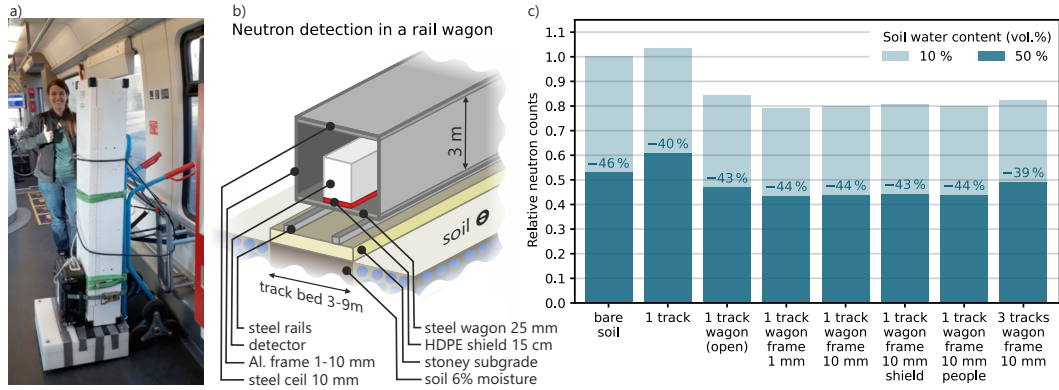 a)
b)
Neutron detection in a rail wagon
3 m
soil θ
track bed 3-9m
steel rails
detector
Al. frame 1-10 mm
steel ceil 10 mm
steel wagon 25 mm
HDPE shield 15 cm
stoney subgrade
soil 6% moisture
c)
Relative neutron counts
1.1
1.0
0.9
0.8
0.7
0.6
0.5
0.4
0.3
0.2
0.1
0.0
Soil water content (vol.%)
10 % 50 %
−46 %
−40 %
−43 %
−44 %
−44 %
−43 %
−44 %
−39 %
bare
soil
1 track
1 track
wagon
(open)
1 track
wagon
frame
1 mm
1 track
wagon
frame
10 mm
1 track
wagon
frame
10 mm
shield
1 track
wagon
frame
10 mm
people
3 tracks
wagon
frame
10 mm